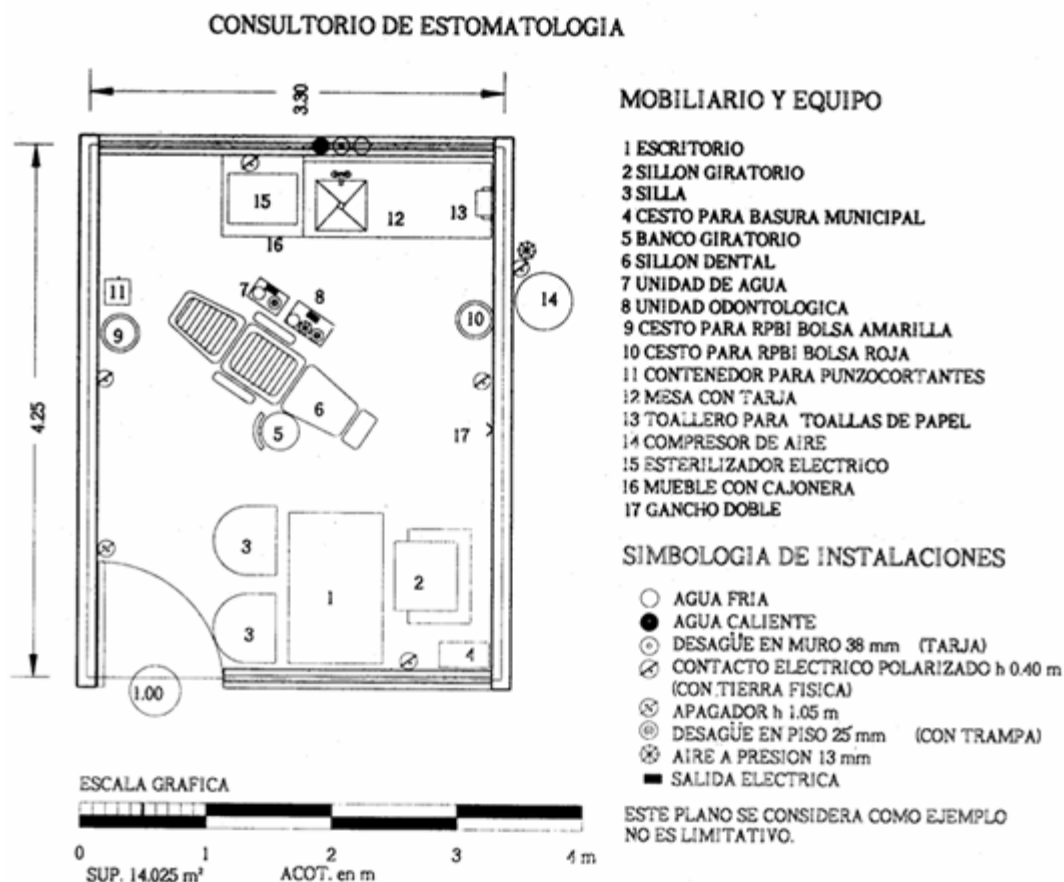 CONSULTORIO DE ESTOMATOLOGIA
3.30
4.25
15
16
12
13
14
11
9
7
8
10
6
5
17
3
3
1
2
4
1.00
ESCALA GRAFICA
0 1 2 3 4 m
SUP. 14.025 m² ACOT. en m
MOBILIARIO Y EQUIPO
1 ESCRITORIO
2 SILLON GIRATORIO
3 SILLA
4 CESTO PARA BASURA MUNICIPAL
5 BANCO GIRATORIO
6 SILLON DENTAL
7 UNIDAD DE AGUA
8 UNIDAD ODONTOLOGICA
9 CESTO PARA RPBI BOLSA AMARILLA
10 CESTO PARA RPBI BOLSA ROJA
11 CONTENEDOR PARA PUNZOCORTANTES
12 MESA CON TARJA
13 TOALLERO PARA TOALLAS DE PAPEL
14 COMPRESOR DE AIRE
15 ESTERILIZADOR ELECTRICO
16 MUEBLE CON CAJONERA
17 GANCHO DOBLE
SIMBOLOGIA DE INSTALACIONES
AGUA FRIA
AGUA CALIENTE
DESAGÜE EN MURO 38 mm (TARJA)
CONTACTO ELECTRICO POLARIZADO h 0.40 m
(CON TIERRA FISICA)
APAGADOR h 1.05 m
DESAGÜE EN PISO 25 mm (CON TRAMPA)
AIRE A PRESION 13 mm
SALIDA ELECTRICA
ESTE PLANO SE CONSIDERA COMO EJEMPLO
NO ES LIMITATIVO.